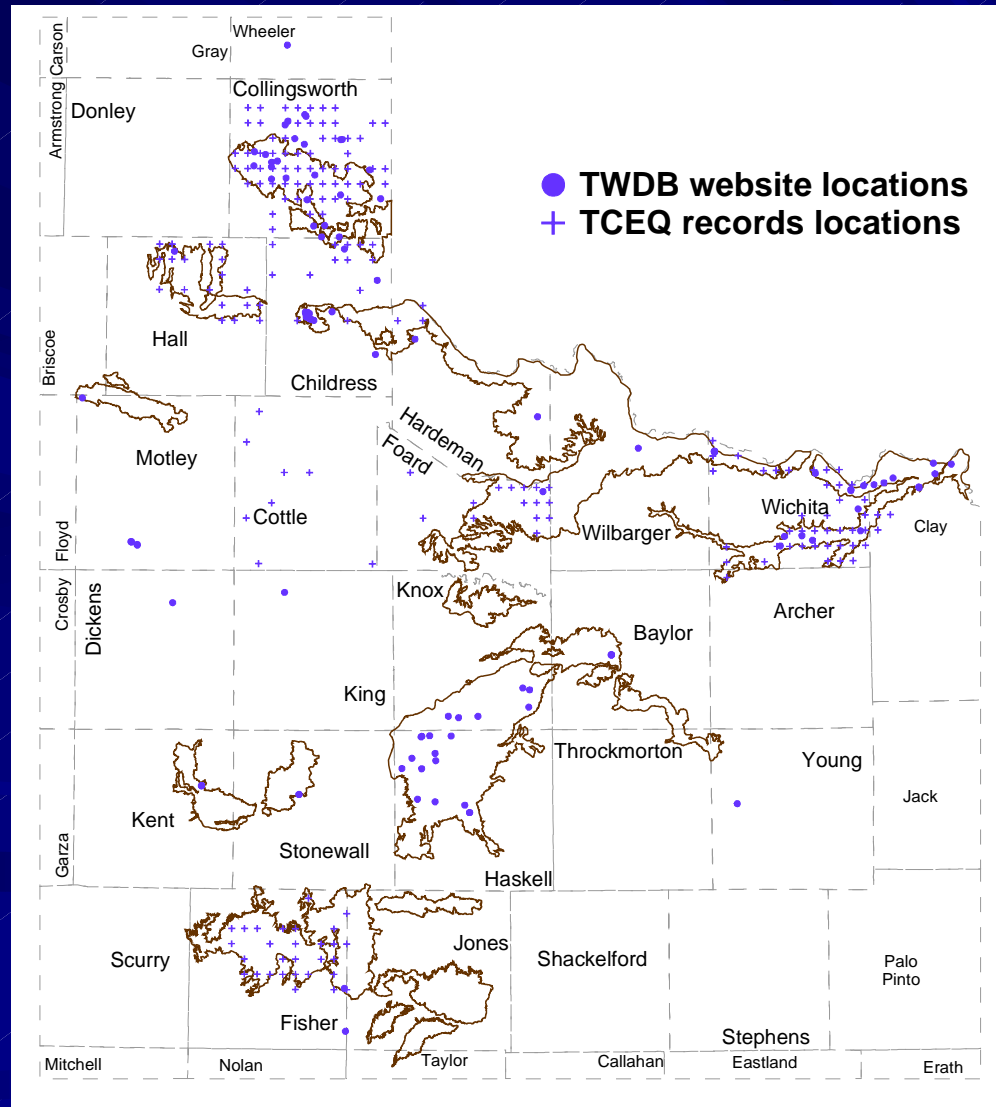 Wheeler
Gray
Carson
Armstrong
Donley
Collingsworth
TWDB website locations
TCEQ records locations
Briscoe
Hall
Childress
Hardeman
Foard
Motley
Cottle
Floyd
Wilbarger
Wichita
Clay
Crosby
Dickens
Knox
Baylor
Archer
King
Throckmorton
Young
Jack
Garza
Kent
Stonewall
Haskell
Scurry
Jones
Shackelford
Palo
Pinto
Fisher
Stephens
Mitchell
Nolan
Taylor
Callahan
Eastland
Erath